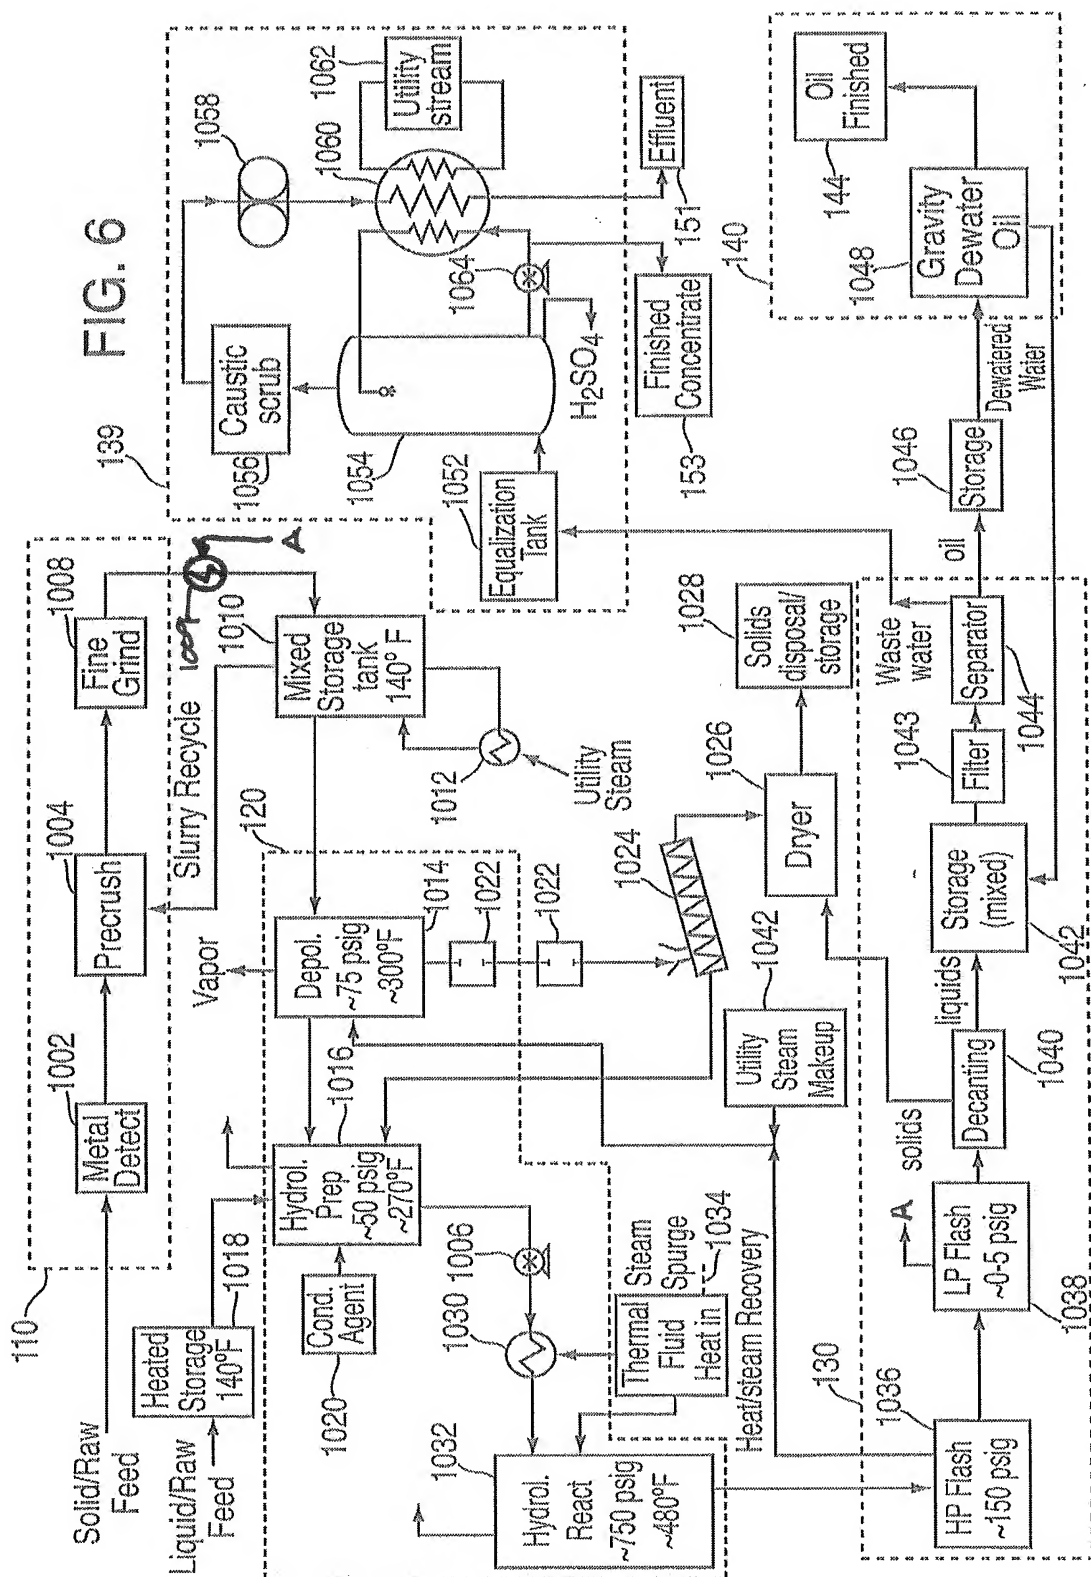 FIG. 6
110
Solid/Raw
Feed
1002
Metal
Detect
1004
Precrush
1008
Fine
Grind
1009
A
Slurry Recycle
1010
Mixed
Storage
tank
140° F
1012
Utility
Steam
Liquid/Raw
Feed
1018
Heated
Storage
140°F
120
Vapor
1014
Depol.
~75 psig
~300°F
1022
1022
1016
Hydrol.
Prep
~50 psig
~270°F
1020
Cond.
Agent
1006
1030
1032
Hydrol.
React
~750 psig
~480°F
Thermal
Fluid
Heat in
Steam
Spurge
1034
1024
1026
Dryer
1028
Solids
disposal/
storage
1042
Utility
Steam
Makeup
Heat/steam Recovery
130
1036
HP Flash
~150 psig
A
LP Flash
~0-5 psig
1038
solids
Decanting
1040
liquids
Storage
(mixed)
1042
1043
Filter
Separator
1044
Waste
water
oil
1046
Storage
Dewatered
Water
140
1048
Gravity
Dewater
Oil
144
Oil
Finished
139
1052
Equalization
Tank
1054
1056
Caustic
scrub
1058
1060
1062
Utility
stream
1064
H₂SO₄
Finished
Concentrate
153
Effluent
151